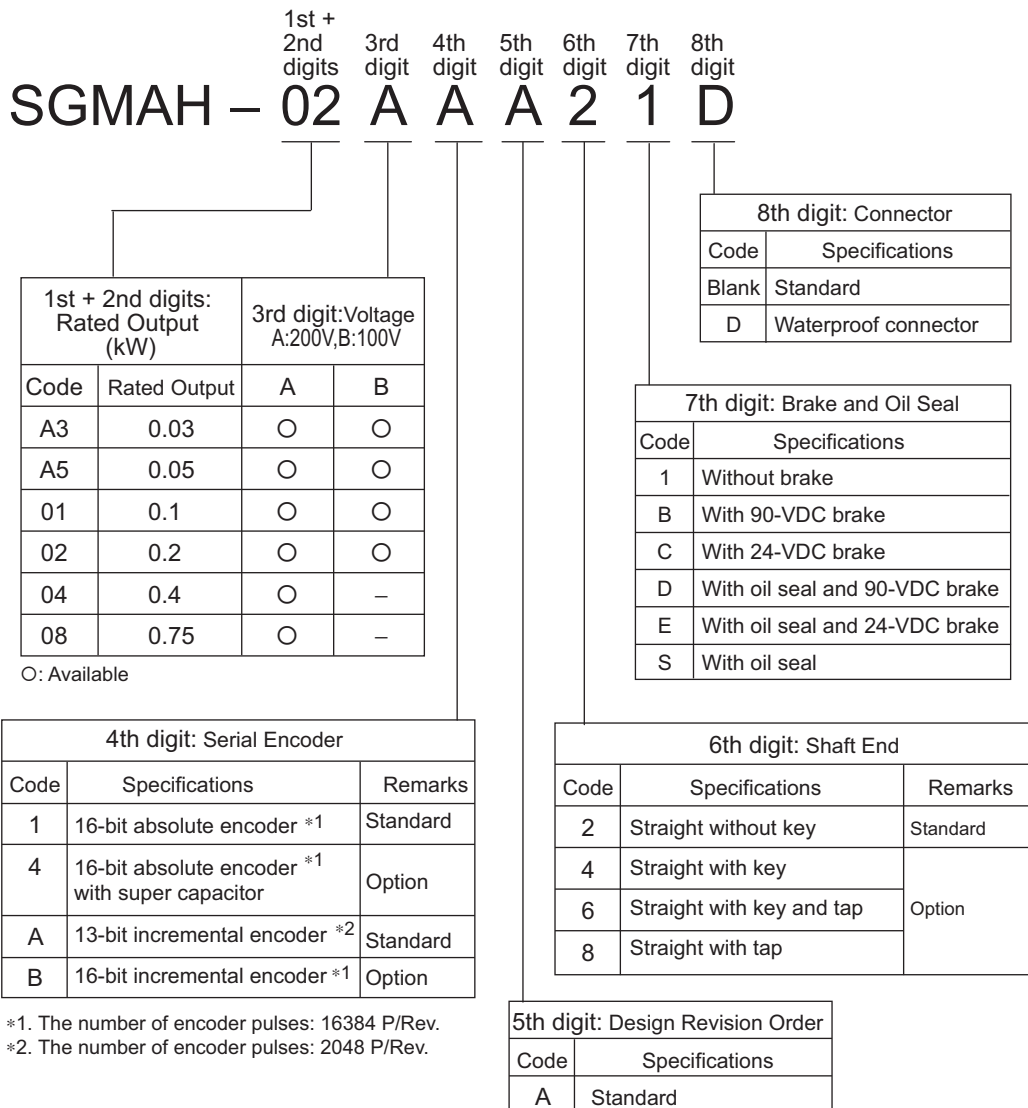 1st +
2nd
digits
3rd
digit
4th
digit
5th
digit
6th
digit
7th
digit
8th
digit
SGMAH – 02 A A A 2 1 D
8th digit: Connector
Code Specifications
Blank Standard
D Waterproof connector
1st + 2nd digits:
Rated Output
(kW)
3rd digit:Voltage
A:200V,B:100V
Code Rated Output A B
A3 0.03 ○ ○
A5 0.05 ○ ○
01 0.1 ○ ○
02 0.2 ○ ○
04 0.4 ○ –
08 0.75 ○ –
○: Available
7th digit: Brake and Oil Seal
Code Specifications
1 Without brake
B With 90-VDC brake
C With 24-VDC brake
D With oil seal and 90-VDC brake
E With oil seal and 24-VDC brake
S With oil seal
4th digit: Serial Encoder
Code Specifications Remarks
1 16-bit absolute encoder *1 Standard
4 16-bit absolute encoder *1
with super capacitor Option
A 13-bit incremental encoder *2 Standard
B 16-bit incremental encoder *1 Option
*1. The number of encoder pulses: 16384 P/Rev.
*2. The number of encoder pulses: 2048 P/Rev.
6th digit: Shaft End
Code Specifications Remarks
2 Straight without key Standard
4 Straight with key
6 Straight with key and tap Option
8 Straight with tap
5th digit: Design Revision Order
Code Specifications
A Standard